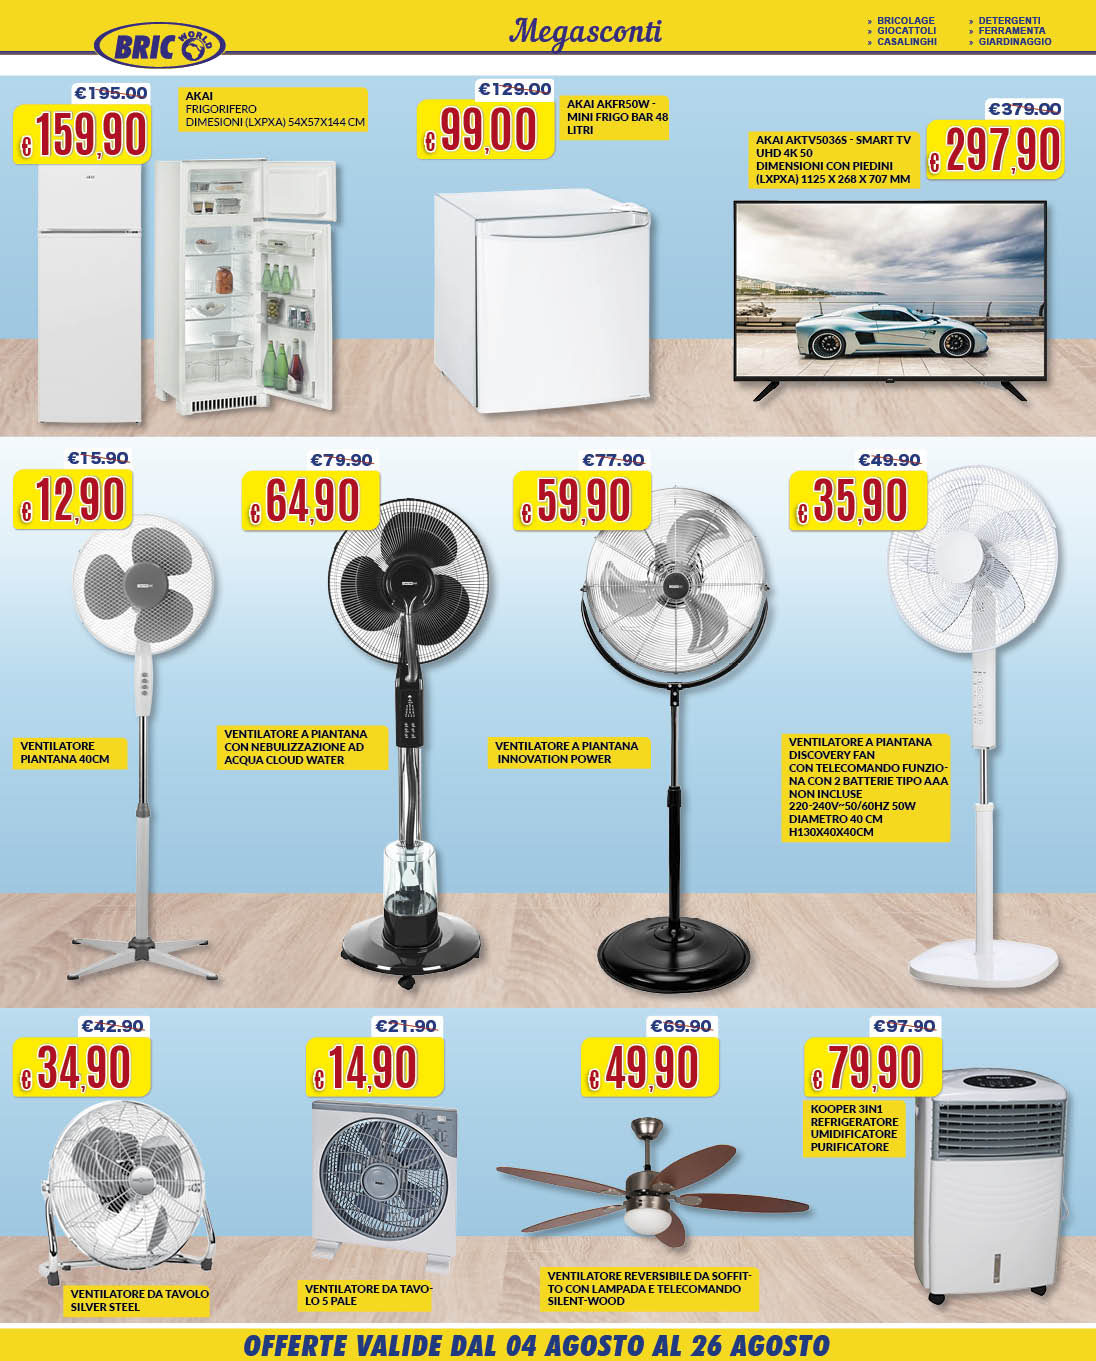 BRIC WORLD
Megasconti
» BRICOLAGE
» GIOCATTOLI
» CASALINGHI
» DETERGENTI
» FERRAMENTA
» GIARDINAGGIO
€195.00
€159,90
AKAI
FRIGORIFERO
DIMESIONI (LXPXA) 54X57X144 CM
€129.00
€99,00
AKAI AKFR50W -
MINI FRIGO BAR 48
LITRI
€379.00
€297,90
AKAI AKTV5036S - SMART TV
UHD 4K 50
DIMENSIONI CON PIEDINI
(LXPXA) 1125 X 268 X 707 MM
€15.90
€12,90
VENTILATORE
PIANTANA 40CM
€79.90
€64,90
VENTILATORE A PIANTANA
CON NEBULIZZAZIONE AD
ACQUA CLOUD WATER
€77.90
€59,90
VENTILATORE A PIANTANA
INNOVATION POWER
€49.90
€35,90
VENTILATORE A PIANTANA
DISCOVERY FAN
CON TELECOMANDO FUNZIO-
NA CON 2 BATTERIE TIPO AAA
NON INCLUSE
220-240V~50/60HZ 50W
DIAMETRO 40 CM
H130X40X40CM
€42.90
€34,90
VENTILATORE DA TAVOLO
SILVER STEEL
€21.90
€14,90
VENTILATORE DA TAVO-
LO 5 PALE
€69.90
€49,90
VENTILATORE REVERSIBILE DA SOFFIT-
TO CON LAMPADA E TELECOMANDO
SILENT-WOOD
€97.90
€79,90
KOOPER 3IN1
REFRIGERATORE
UMIDIFICATORE
PURIFICATORE
OFFERTE VALIDE DAL 04 AGOSTO AL 26 AGOSTO